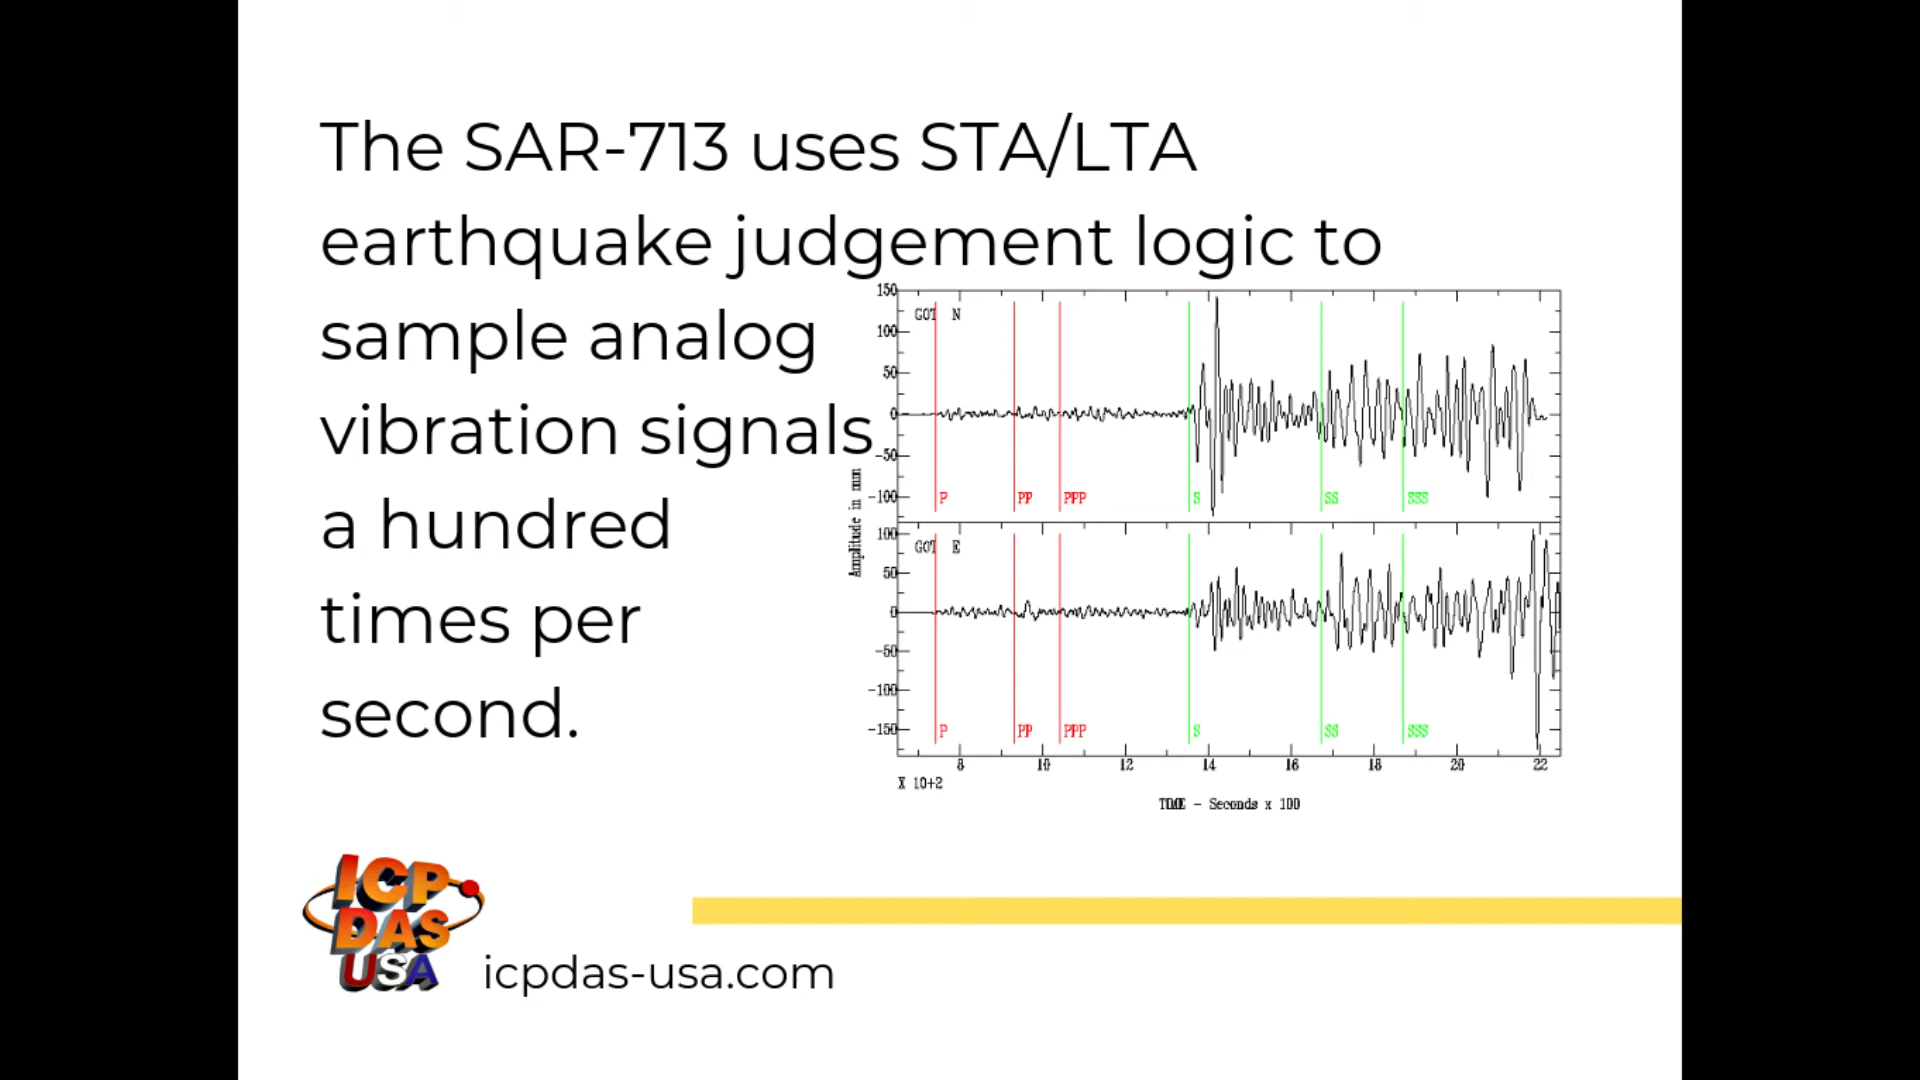 The SAR-713 uses STA/LTA
earthquake judgement logic to
sample analog
vibration signals
a hundred
times per
second.
150
100
50
0
-50
-100
GOT N
P PP PPP S SS SSS
Amplitude in mm
100
50
0
-50
-100
-150
GOT E
P PP PPP S SS SSS
8 10 12 14 16 18 20 22
X 10+2
- Seconds x 100
ICP
DAS
USA
icpdas-usa.com